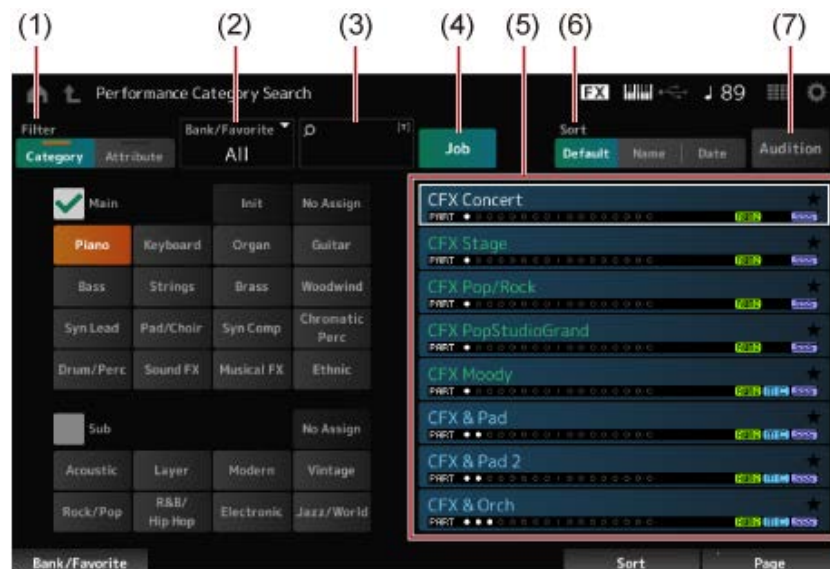 (1) (2) (3) (4) (5) (6) (7)
Performance Category Search
FX
♩ 89
Filter
Category Attribute
Bank/Favorite
All
[T]
Job
Sort
Default Name Date
Audition
Main Init No Assign
Piano Keyboard Organ Guitar
Bass Strings Brass Woodwind
Syn Lead Pad/Choir Syn Comp Chromatic
Perc
Drum/Perc Sound FX Musical FX Ethnic
Sub No Assign
Acoustic Layer Modern Vintage
Rock/Pop R&B/
Hip Hop Electronic Jazz/World
CFX Concert
PART
CFX Stage
PART
CFX Pop/Rock
PART
CFX PopStudioGrand
PART
CFX Moody
PART
CFX & Pad
PART
CFX & Pad 2
PART
CFX & Orch
PART
Bank/Favorite Sort Page